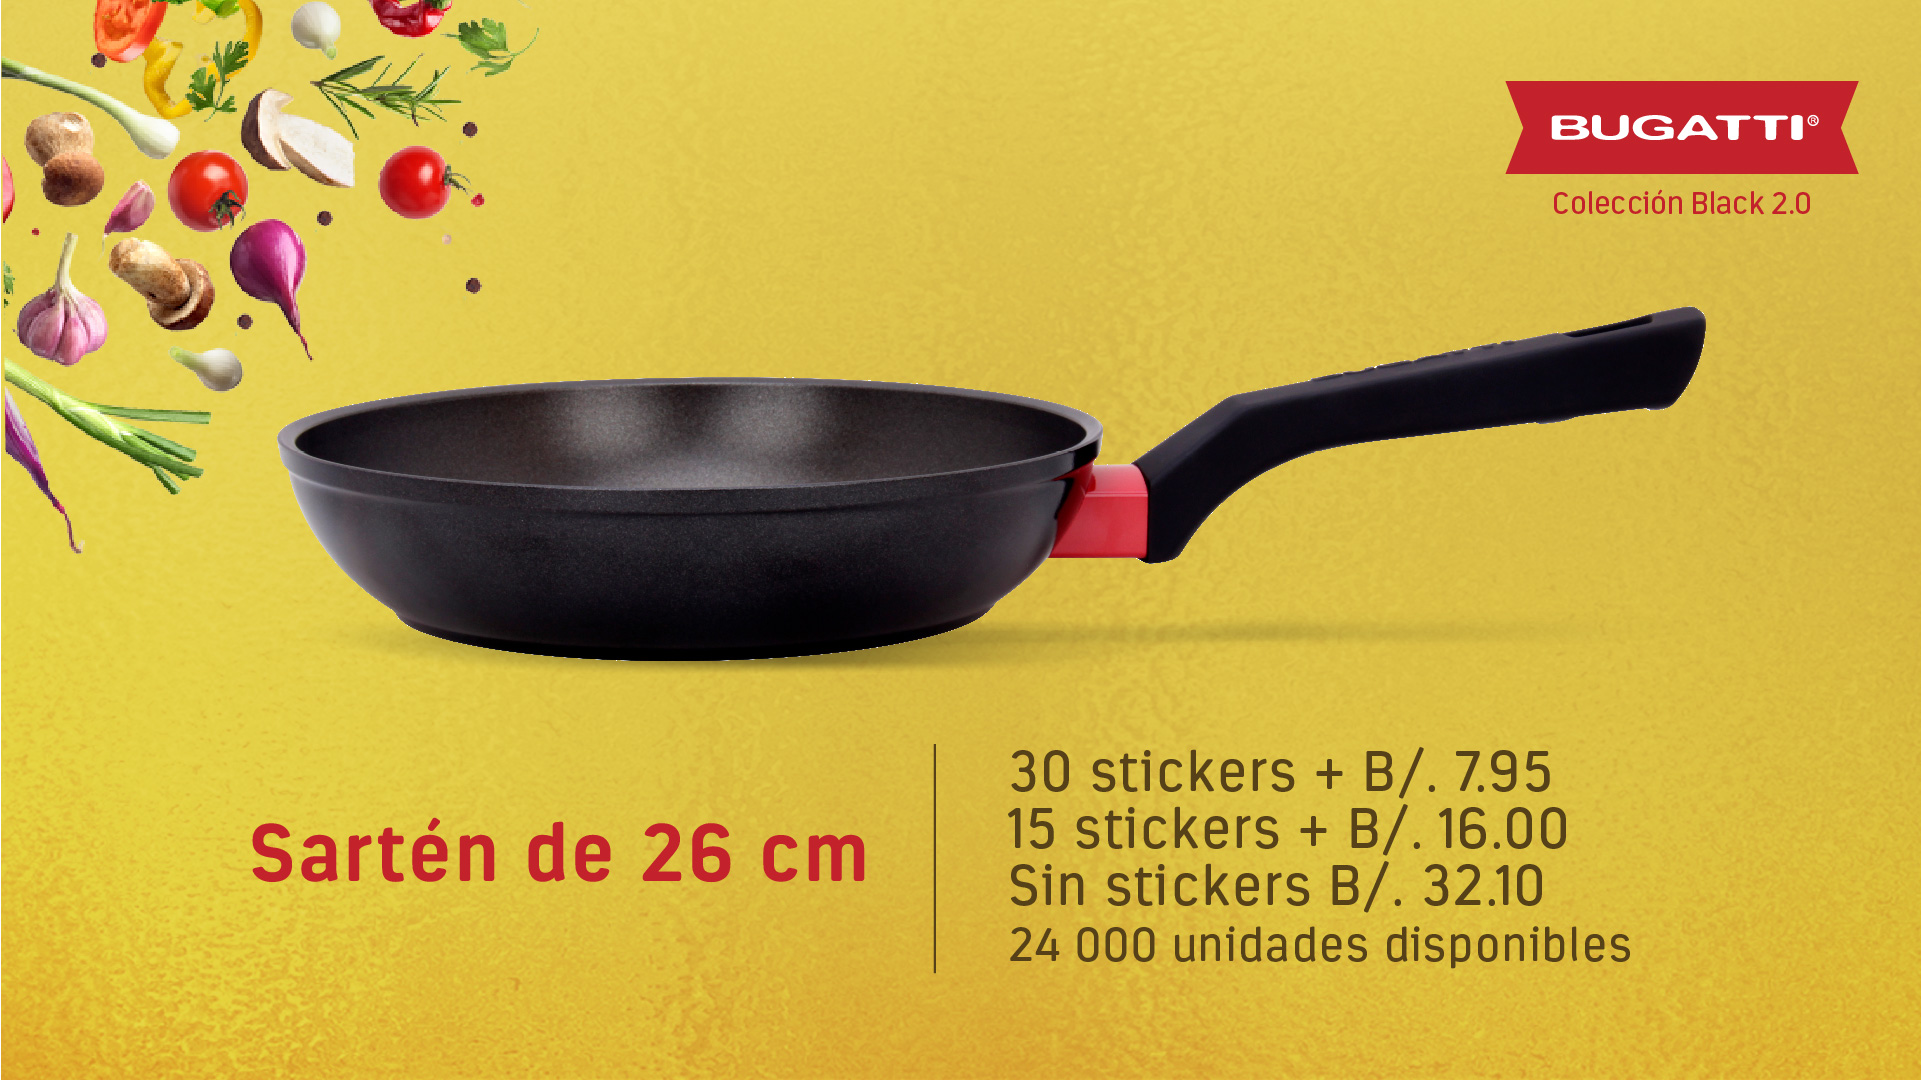 BUGATTI®
Colección Black 2.0
Sartén de 26 cm
30 stickers + B/. 7.95
15 stickers + B/. 16.00
Sin stickers B/. 32.10
24 000 unidades disponibles